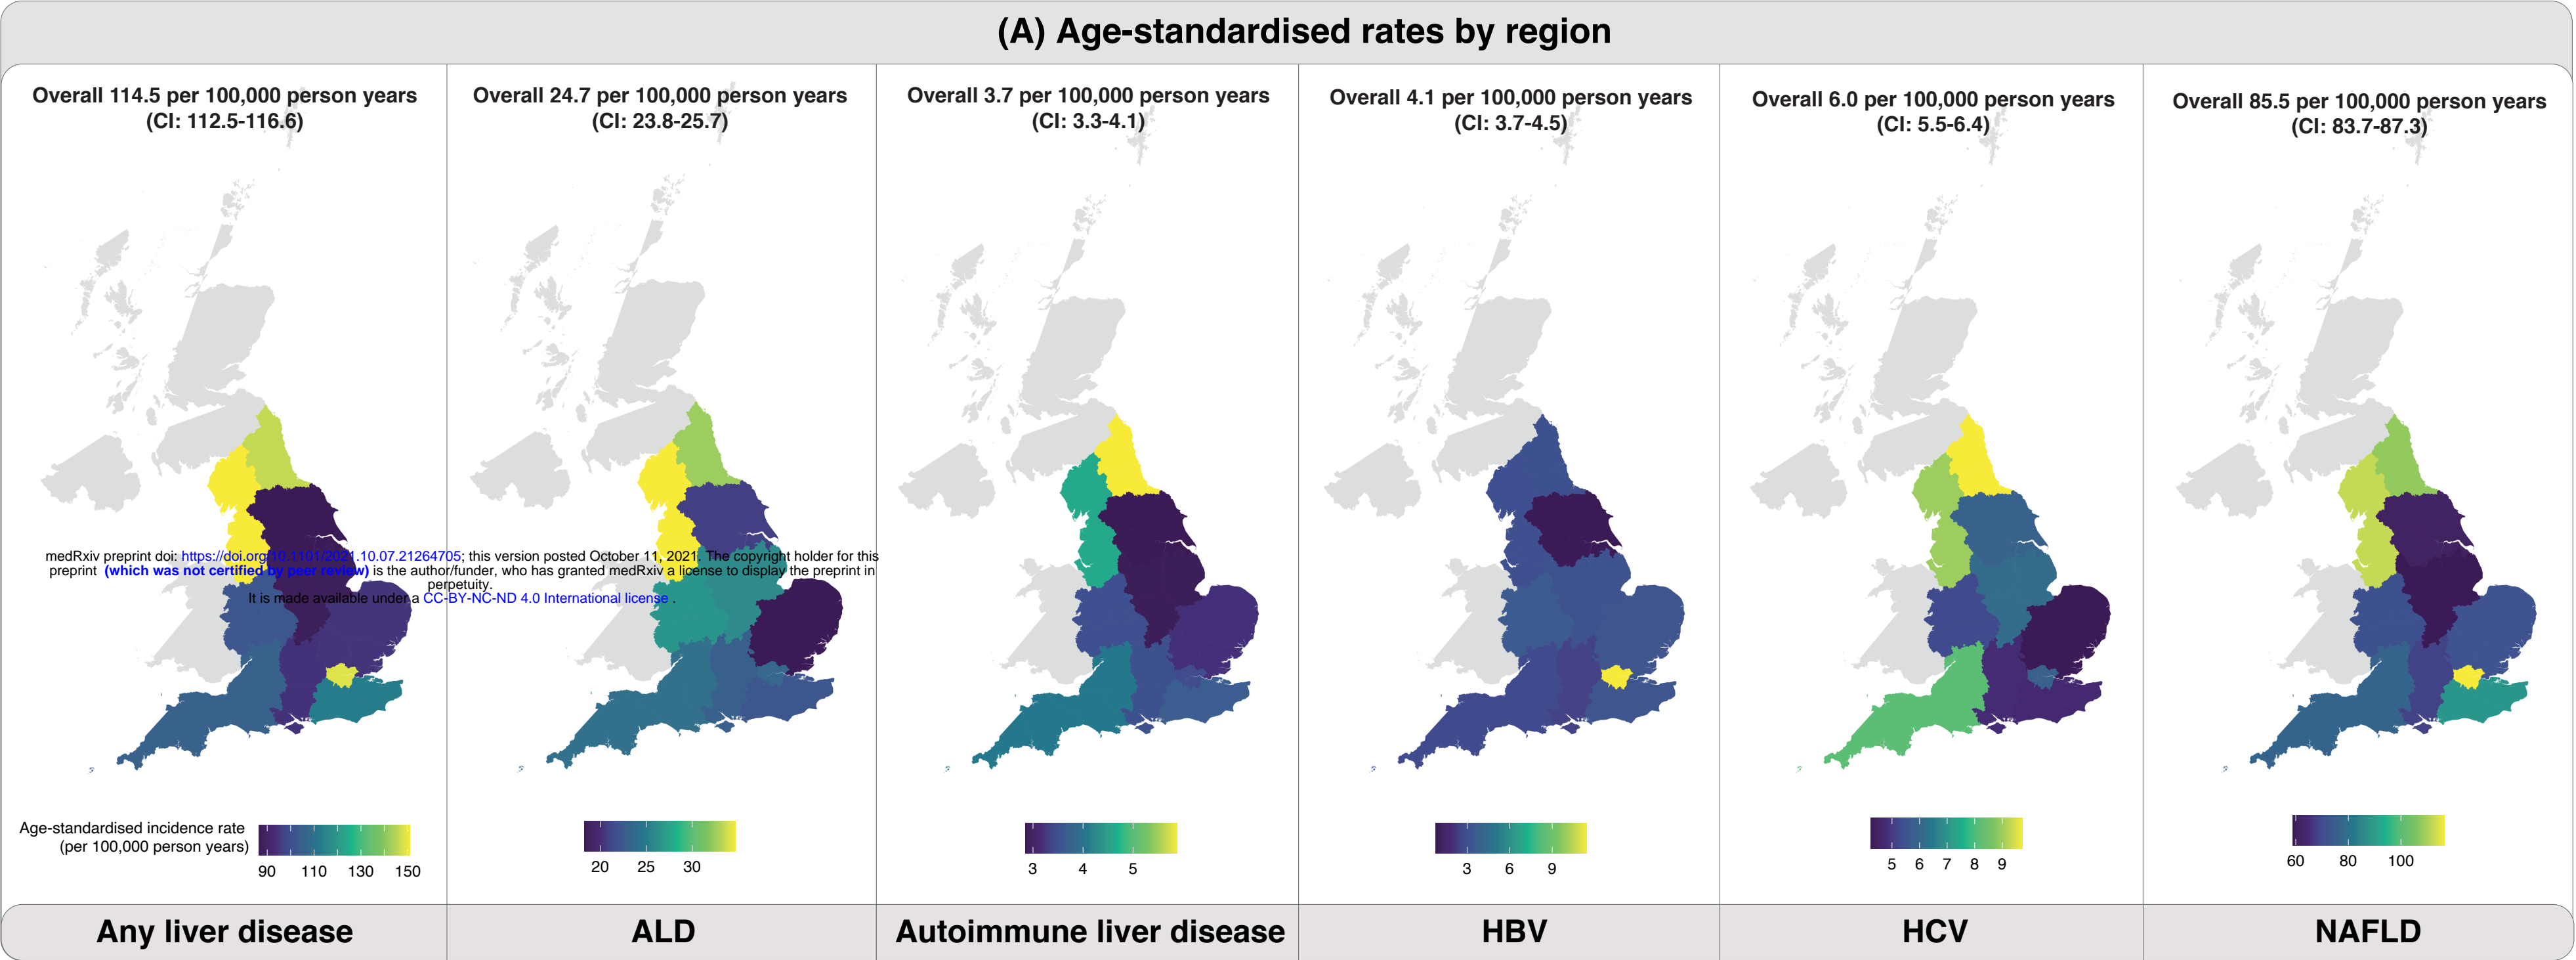 (A) Age-standardised rates by region
Overall 114.5 per 100,000 person years
(CI: 112.5-116.6)
Overall 24.7 per 100,000 person years
(CI: 23.8-25.7)
Overall 3.7 per 100,000 person years
(CI: 3.3-4.1)
Overall 4.1 per 100,000 person years
(CI: 3.7-4.5)
Overall 6.0 per 100,000 person years
(CI: 5.5-6.4)
Overall 85.5 per 100,000 person years
(CI: 83.7-87.3)
medRxiv preprint doi: https://doi.org/10.1101/2021.10.07.21264705; this version posted October 11, 2021. The copyright holder for this
preprint (which was not certified by peer review) is the author/funder, who has granted medRxiv a license to display the preprint in
perpetuity.
It is made available under a CC-BY-NC-ND 4.0 International license .
Age-standardised incidence rate
(per 100,000 person years)
90 110 130 150
20 25 30
3 4 5
3 6 9
5 6 7 8 9
60 80 100
Any liver disease
ALD
Autoimmune liver disease
HBV
HCV
NAFLD